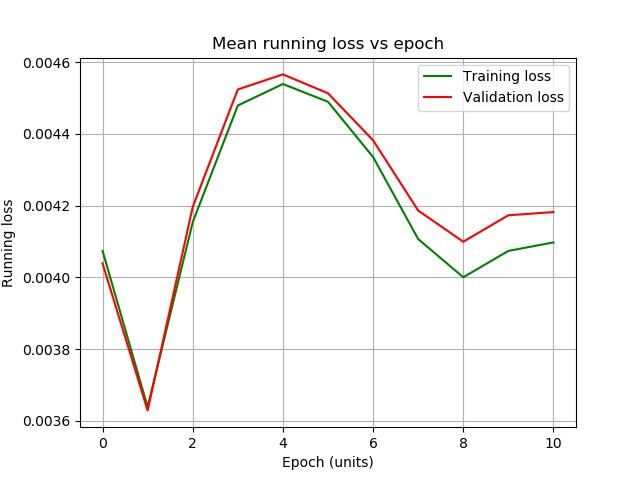 Mean running loss vs epoch
Training loss
Validation loss
0.0046
0.0044
0.0042
0.0040
0.0038
0.0036
Running loss
0 2 4 6 8 10
Epoch (units)